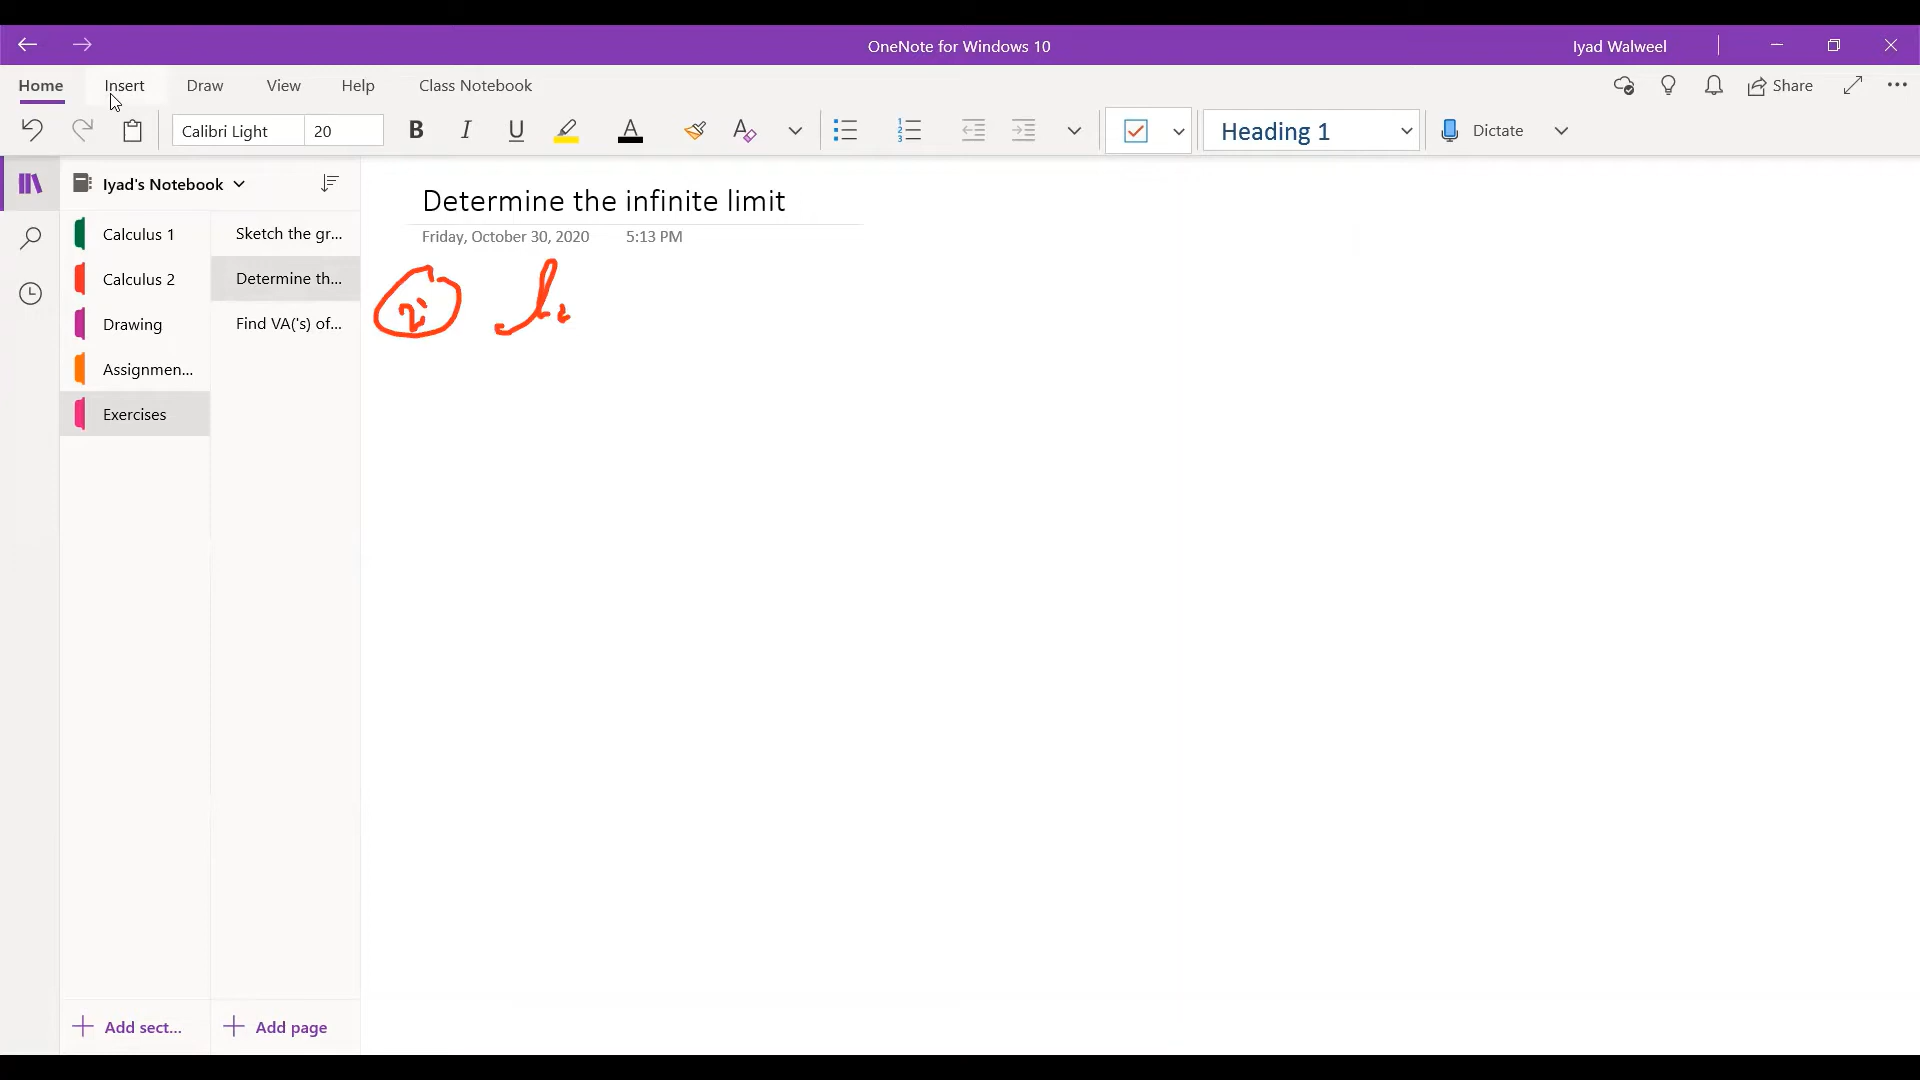 OneNote for Windows 10
Iyad Walweel
Home Insert Draw View Help Class Notebook
Share
Calibri Light 20 B I U A A Heading 1 Dictate
Iyad's Notebook
Calculus 1
Calculus 2
Drawing
Assignmen...
Exercises
Sketch the gr...
Determine th...
Find VA('s) of...
Determine the infinite limit
Friday, October 30, 2020 5:13 PM
Add sect...
Add page